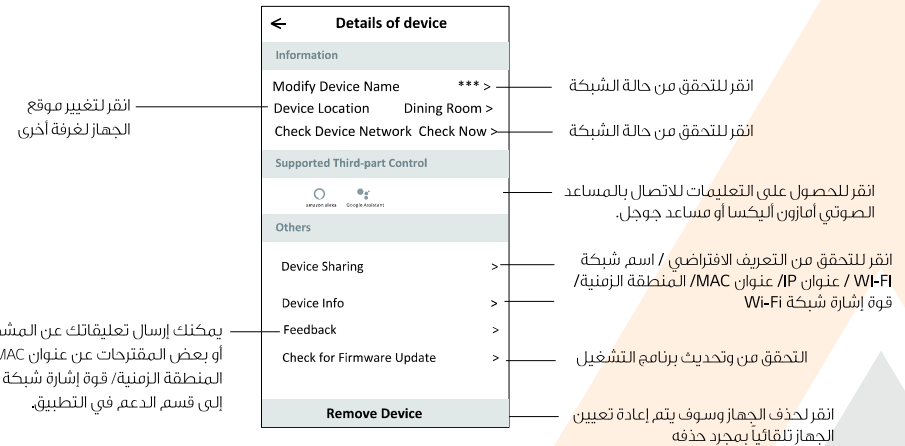 ← Details of device
Information
Modify Device Name *** >
Device Location Dining Room >
Check Device Network Check Now >
Supported Third-part Control
amazon alexa Google Assistant
Others
Device Sharing >
Device Info >
Feedback >
Check for Firmware Update >
Remove Device
انقر للتحقق من حالة الشبكة
انقر لتغيير موقع
الجهاز لغرفة أخرى
انقر للتحقق من حالة الشبكة
انقر للحصول على التعليمات للاتصال بالمساعد
الصوتي أمازون أليكسا أو مساعد جوجل.
انقر للتحقق من التعريف الافتراضي / اسم شبكة
WI-FI / عنوان IP/ عنوان MAC/ المنطقة الزمنية/
قوة إشارة شبكة Wi-Fi
يمكنك إرسال تعليقاتك عن
أو بعض المقترحات عن عنوان MAC
المنطقة الزمنية/ قوة إشارة شبكة
إلى قسم الدعم في التطبيق.
التحقق من وتحديث برنامج التشغيل
انقر لحذف الجهاز وسوف يتم إعادة تعيين
الجهاز تلقائياً بمجرد حذفه